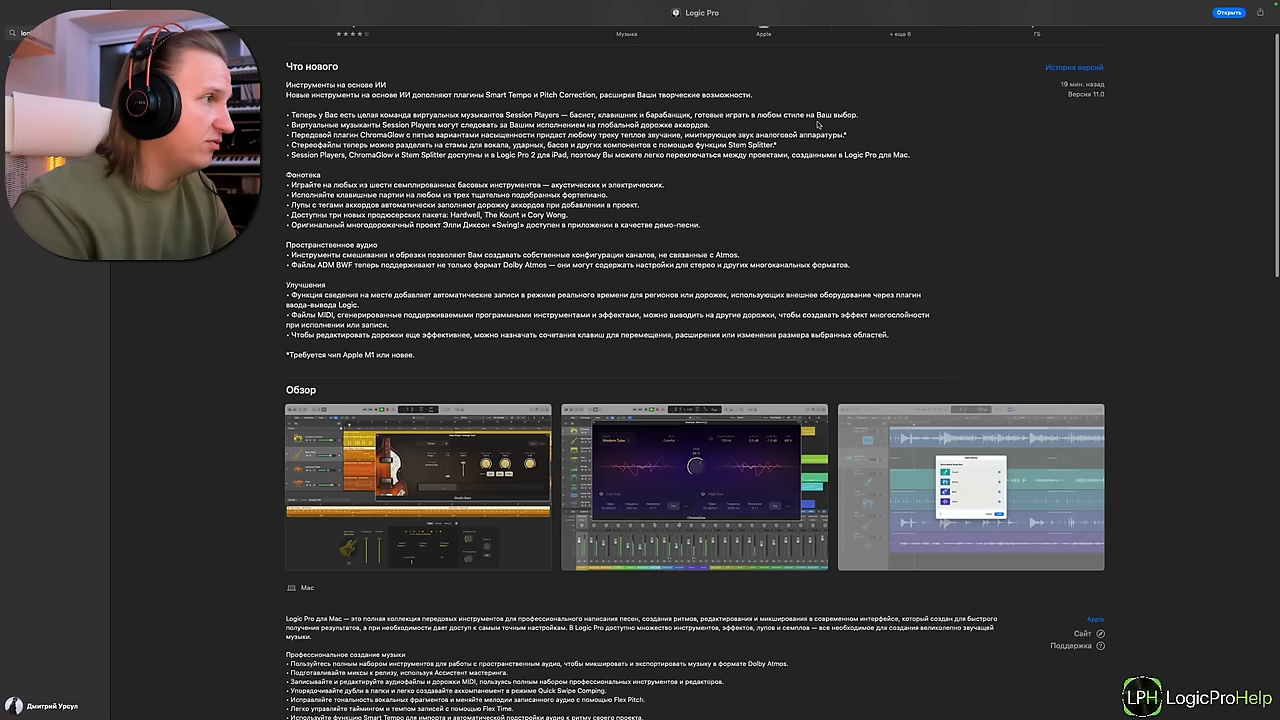 Logic Pro
Открыть
★★★★☆
Музыка
Apple
+ еще 6
ГБ
Что нового
История версий
Инструменты на основе ИИ
19 мин. назад
Новые инструменты на основе ИИ дополняют плагины Smart Tempo и Pitch Correction, расширяя Ваши творческие возможности.
Версия 11.0
• Теперь у Вас есть целая команда виртуальных музыкантов Session Players — басист, клавишник и барабанщик, готовые играть в любом стиле на Ваш выбор.
• Виртуальные музыканты Session Players могут следовать за Вашим исполнением на глобальной дорожке аккордов.
• Передовой плагин ChromaGlow с пятью вариантами насыщенности придаст любому треку теплое звучание, имитирующее звук аналоговой аппаратуры.*
• Стереофайлы теперь можно разделять на стэмы для вокала, ударных, басов и других компонентов с помощью функции Stem Splitter.*
• Session Players, ChromaGlow и Stem Splitter доступны и в Logic Pro 2 для iPad, поэтому Вы можете легко переключаться между проектами, созданными в Logic Pro для Mac.
Фонотека
• Играйте на любых из шести семплированных басовых инструментов — акустических и электрических.
• Исполняйте клавишные партии на любом из трех тщательно подобранных фортепиано.
• Лупы с тегами аккордов автоматически заполняют дорожку аккордов при добавлении в проект.
• Доступны три новых продюсерских пакета: Hardwell, The Kount и Cory Wong.
• Оригинальный многодорожечный проект Элли Диксон «Swing!» доступен в приложении в качестве демо-песни.
Пространственное аудио
• Инструменты смешивания и обрезки позволяют Вам создавать собственные конфигурации каналов, не связанные с Atmos.
• Файлы ADM BWF теперь поддерживают не только формат Dolby Atmos — они могут содержать настройки для стерео и других многоканальных форматов.
Улучшения
• Функция сведения на месте добавляет автоматические записи в режиме реального времени для регионов или дорожек, использующих внешнее оборудование через плагин
ввода-вывода Logic.
• Файлы MIDI, сгенерированные поддерживаемыми программными инструментами и эффектами, можно выводить на другие дорожки, чтобы создавать эффект многослойности
при исполнении или записи.
• Чтобы редактировать дорожки еще эффективнее, можно назначить сочетания клавиш для перемещения, расширения или изменения размера выбранных областей.
*Требуется чип Apple M1 или новее.
Обзор
Mac
Logic Pro для Mac — это полная коллекция передовых инструментов для профессионального написания песен, создания ритмов, редактирования и микширования в современном интерфейсе, который создан для быстрого
Apple
получения результатов, а при необходимости дает доступ к самым точным настройкам. В Logic Pro доступно множество инструментов, эффектов, лупов и семплов — все необходимое для создания великолепно звучащей
музыки.
Сайт
Поддержка
Профессиональное создание музыки
• Пользуйтесь полным набором инструментов для работы с пространственным аудио, чтобы микшировать и экспортировать музыку в формате Dolby Atmos.
• Подготавливайте миксы к релизу, используя Ассистент мастеринга.
• Записывайте и редактируйте аудиофайлы и дорожки MIDI, пользуясь полным набором профессиональных инструментов и редакторов.
• Упорядочивайте дубли в папки и легко создавайте аккомпанемент в режиме Quick Swipe Comping.
• Исправляйте тональность вокальных фрагментов и меняйте мелодии записанного аудио с помощью Flex Pitch.
• Легко управляйте таймингом и темпом записей с помощью Flex Time.
• Используйте функцию Smart Tempo для импорта и автоматической подстройки аудио к ритму своего проекта.
Дмитрий Урсул
LPH LogicProHelp